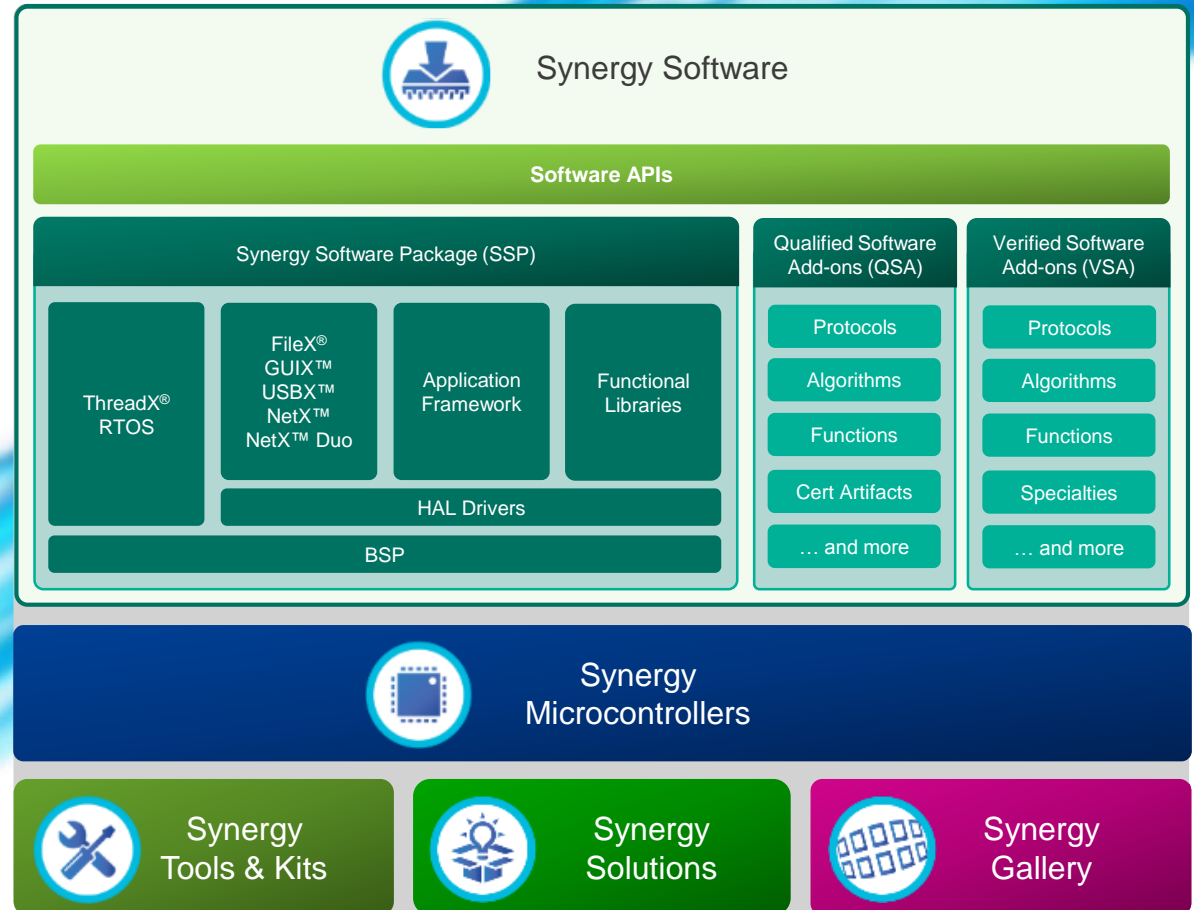 Synergy Software
Software APIs
Synergy Software Package (SSP)
ThreadX®
RTOS
FileX®
GUIX™
USBX™
NetX™
NetX™ Duo
Application
Framework
Functional
Libraries
HAL Drivers
BSP
Qualified Software
Add-ons (QSA)
Protocols
Algorithms
Functions
Cert Artifacts
… and more
Verified Software
Add-ons (VSA)
Protocols
Algorithms
Functions
Specialties
… and more
Synergy
Microcontrollers
Synergy
Tools & Kits
Synergy
Solutions
Synergy
Gallery